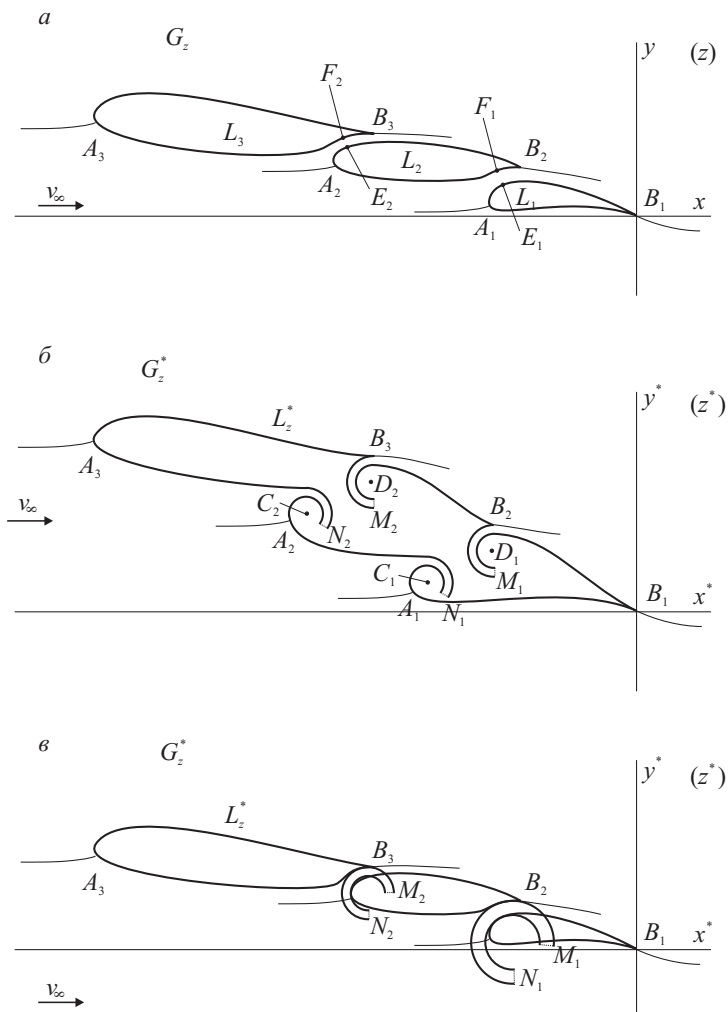 а
G_z
y
(z)
F_2
F_1
B_3
L_3
L_2
B_2
A_3
A_2
L_1
v_∞
E_2
A_1
E_1
B_1
x
б
G_z^*
y^*
(z^*)
L_z^*
B_3
A_3
D_2
C_2
B_2
v_∞
M_2
N_2
A_2
D_1
C_1
M_1
B_1
x^*
A_1
N_1
в
G_z^*
y^*
(z^*)
L_z^*
B_3
A_3
M_2
B_2
N_2
B_1
x^*
M_1
N_1
v_∞